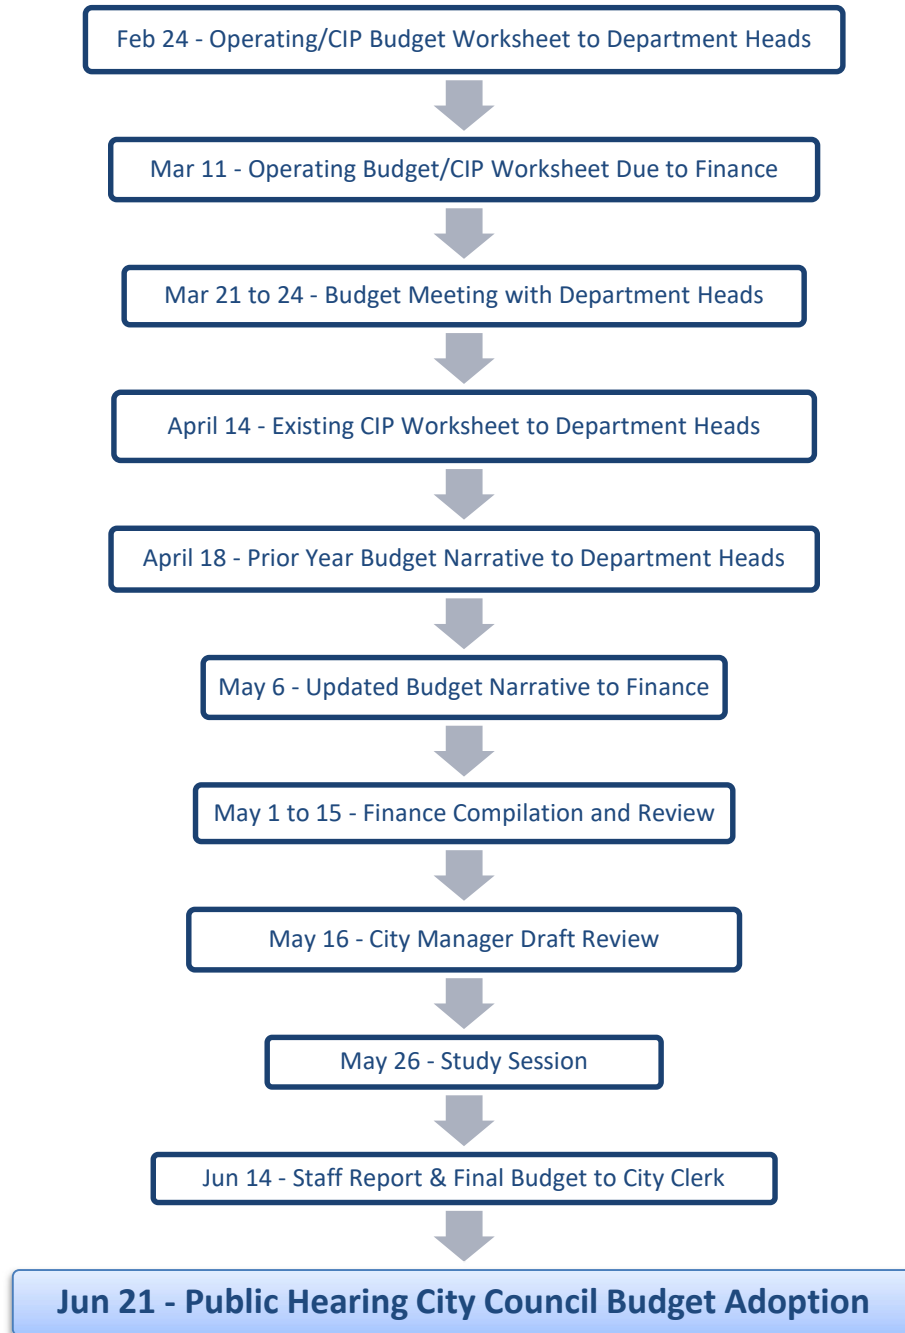 Feb 24 - Operating/CIP Budget Worksheet to Department Heads
Mar 11 - Operating Budget/CIP Worksheet Due to Finance
Mar 21 to 24 - Budget Meeting with Department Heads
April 14 - Existing CIP Worksheet to Department Heads
April 18 - Prior Year Budget Narrative to Department Heads
May 6 - Updated Budget Narrative to Finance
May 1 to 15 - Finance Compilation and Review
May 16 - City Manager Draft Review
May 26 - Study Session
Jun 14 - Staff Report & Final Budget to City Clerk
Jun 21 - Public Hearing City Council Budget Adoption